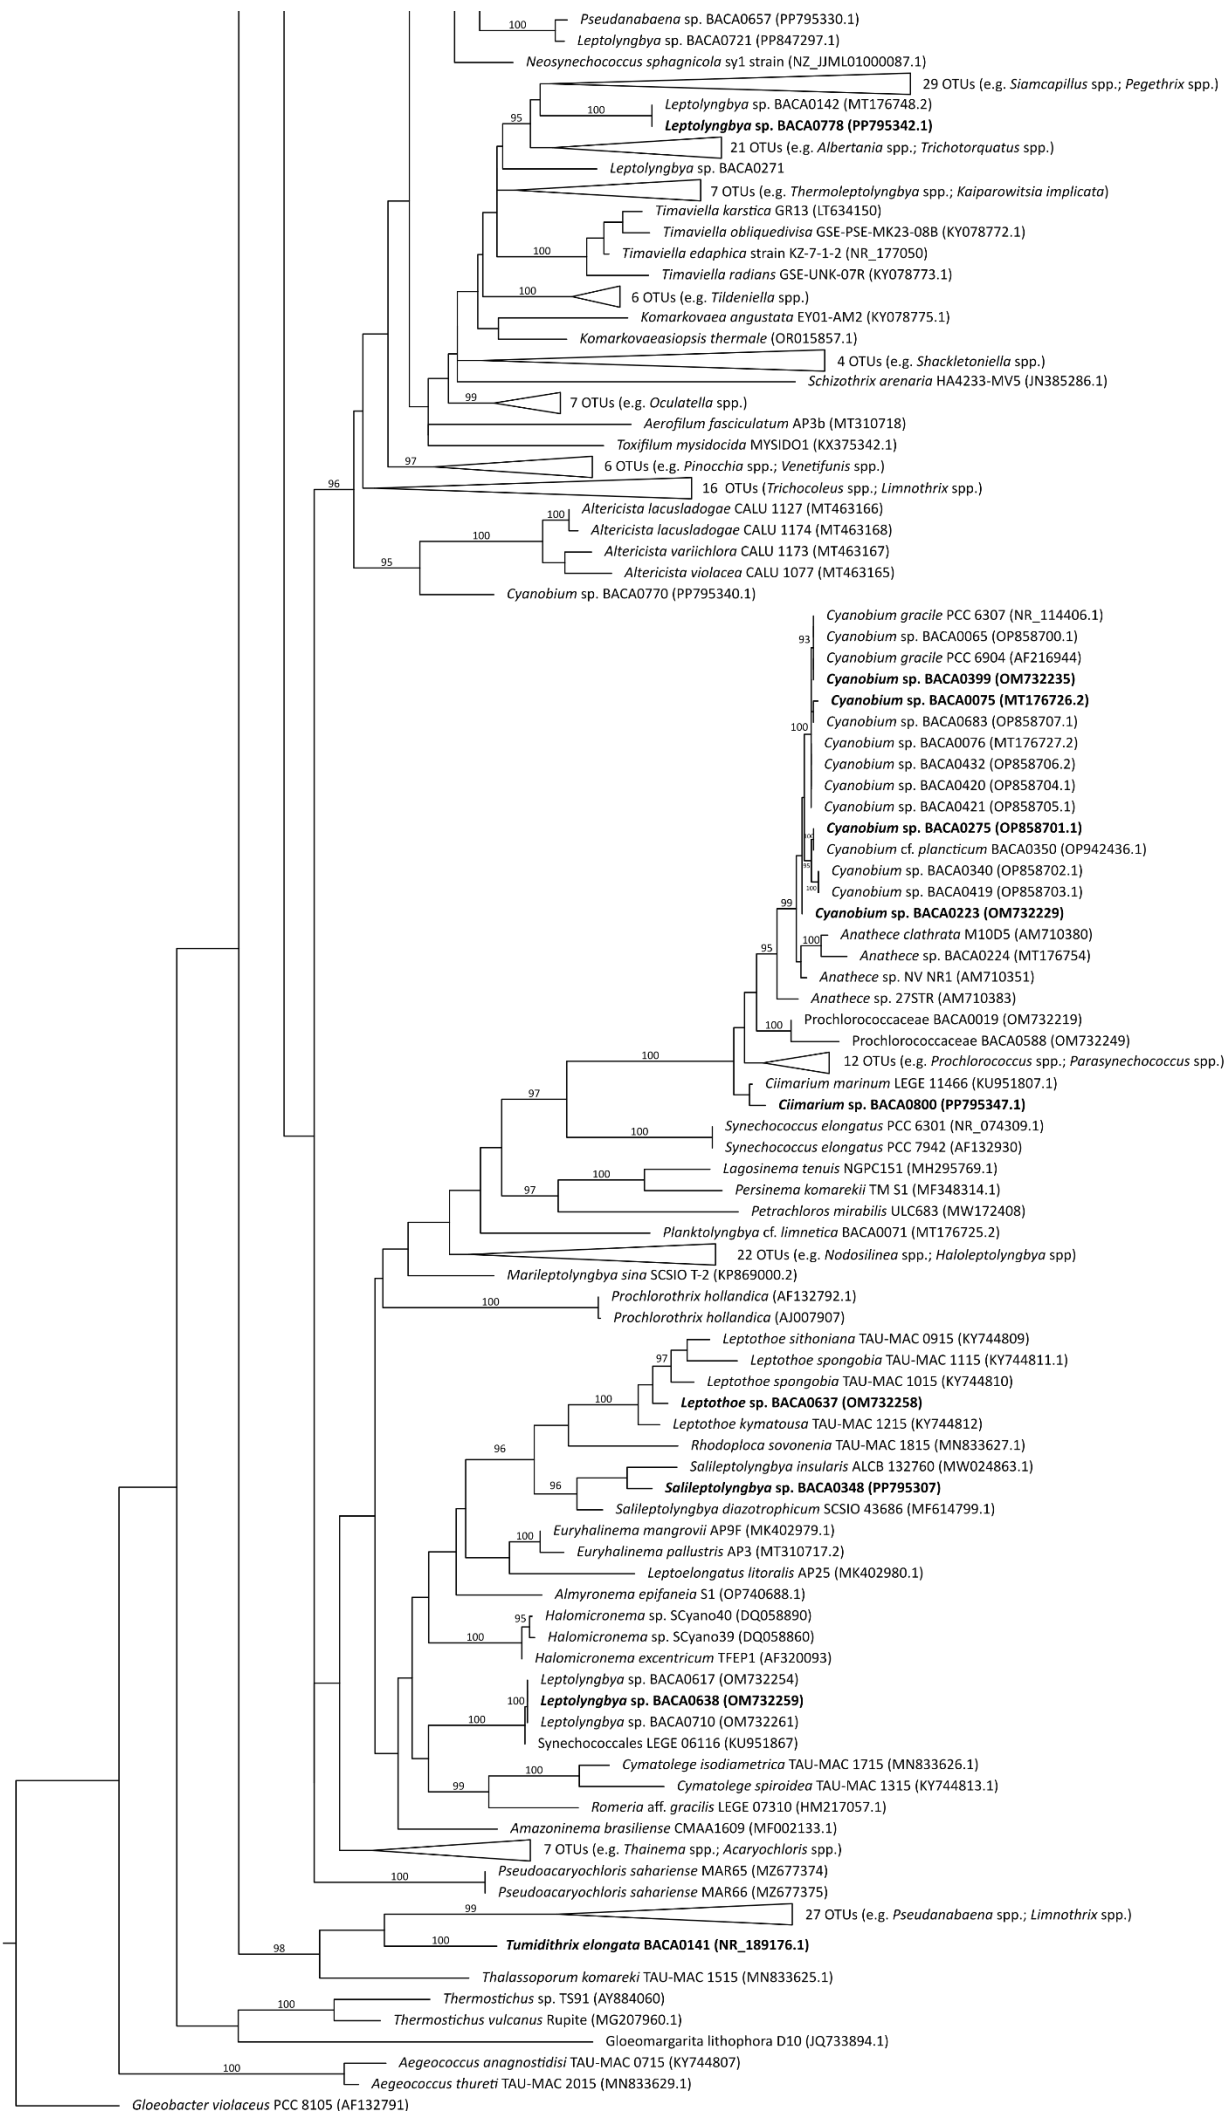 Pseudanabaena sp. BACA0657 (PP795330.1)
100
Leptolyngbya sp. BACA0721 (PP847297.1)
Neosynechococcus sphagnicola sy1 strain (NZ_JJML01000087.1)
29 OTUs (e.g. Siamcapillus spp.; Pegethrix spp.)
Leptolyngbya sp. BACA0142 (MT176748.2)
100
95
Leptolyngbya sp. BACA0778 (PP795342.1)
21 OTUs (e.g. Albertania spp.; Trichotorquatus spp.)
Leptolyngbya sp. BACA0271
7 OTUs (e.g. Thermoleptolyngbya spp.; Kaiparowitsia implicata)
Timaviella karstica GR13 (LT634150)
Timaviella obliquedivisa GSE-PSE-MK23-08B (KY078772.1)
100
Timaviella edaphica strain KZ-7-1-2 (NR_177050)
Timaviella radians GSE-UNK-07R (KY078773.1)
100
6 OTUs (e.g. Tildeniella spp.)
Komarkovaea angustata EY01-AM2 (KY078775.1)
Komarkovaeasiopsis thermale (OR015857.1)
4 OTUs (e.g. Shackletoniella spp.)
Schizothrix arenaria HA4233-MV5 (JN385286.1)
99
7 OTUs (e.g. Oculatella spp.)
Aerofilum fasciculatum AP3b (MT310718)
Toxifilum mysidocida MYSIDO1 (KX375342.1)
97
6 OTUs (e.g. Pinocchia spp.; Venetifunis spp.)
96
16 OTUs (Trichocoleus spp.; Limnothrix spp.)
Altericista lacusladogae CALU 1127 (MT463166)
100
Altericista lacusladogae CALU 1174 (MT463168)
100
Altericista variichlora CALU 1173 (MT463167)
95
Altericista violacea CALU 1077 (MT463165)
Cyanobium sp. BACA0770 (PP795340.1)
Cyanobium gracile PCC 6307 (NR_114406.1)
93
Cyanobium sp. BACA0065 (OP858700.1)
Cyanobium gracile PCC 6904 (AF216944)
Cyanobium sp. BACA0399 (OM732235)
Cyanobium sp. BACA0075 (MT176726.2)
100
Cyanobium sp. BACA0683 (OP858707.1)
Cyanobium sp. BACA0076 (MT176727.2)
Cyanobium sp. BACA0432 (OP858706.2)
Cyanobium sp. BACA0420 (OP858704.1)
Cyanobium sp. BACA0421 (OP858705.1)
Cyanobium sp. BACA0275 (OP858701.1)
100
Cyanobium cf. plancticum BACA0350 (OP942436.1)
95
Cyanobium sp. BACA0340 (OP858702.1)
100
Cyanobium sp. BACA0419 (OP858703.1)
99
Cyanobium sp. BACA0223 (OM732229)
Anathece clathrata M10D5 (AM710380)
100
95
Anathece sp. BACA0224 (MT176754)
Anathece sp. NV NR1 (AM710351)
Anathece sp. 27STR (AM710383)
Prochlorococcaceae BACA0019 (OM732219)
100
Prochlorococcaceae BACA0588 (OM732249)
100
12 OTUs (e.g. Prochlorococcus spp.; Parasynechococcus spp.)
Ciimarium marinum LEGE 11466 (KU951807.1)
97
Ciimarium sp. BACA0800 (PP795347.1)
Synechococcus elongatus PCC 6301 (NR_074309.1)
100
Synechococcus elongatus PCC 7942 (AF132930)
Lagosinema tenuis NGPC151 (MH295769.1)
100
97
Persinema komarekii TM S1 (MF348314.1)
Petrachloros mirabilis ULC683 (MW172408)
Planktolyngbya cf. limnetica BACA0071 (MT176725.2)
22 OTUs (e.g. Nodosilinea spp.; Haloleptolyngbya spp)
Marileptolyngbya sina SCSIO T-2 (KP869000.2)
Prochlorothrix hollandica (AF132792.1)
100
Prochlorothrix hollandica (AJ007907)
Leptothoe sithoniana TAU-MAC 0915 (KY744809)
97
Leptothoe spongobia TAU-MAC 1115 (KY744811.1)
Leptothoe spongobia TAU-MAC 1015 (KY744810)
100
Leptothoe sp. BACA0637 (OM732258)
Leptothoe kymatousa TAU-MAC 1215 (KY744812)
96
Rhodoploca sovonenia TAU-MAC 1815 (MN833627.1)
Salileptolyngbya insularis ALCB 132760 (MW024863.1)
96
Salileptolyngbya sp. BACA0348 (PP795307)
Salileptolyngbya diazotrophicum SCSIO 43686 (MF614799.1)
Euryhalinema mangrovii AP9F (MK402979.1)
100
Euryhalinema pallustris AP3 (MT310717.2)
Leptoelongatus litoralis AP25 (MK402980.1)
Almyronema epifaneia S1 (OP740688.1)
95
Halomicronema sp. SCyano40 (DQ058890)
100
Halomicronema sp. SCyano39 (DQ058860)
Halomicronema excentricum TFEP1 (AF320093)
Leptolyngbya sp. BACA0617 (OM732254)
100
Leptolyngbya sp. BACA0638 (OM732259)
100
Leptolyngbya sp. BACA0710 (OM732261)
Synechococcales LEGE 06116 (KU951867)
Cymatolege isodiametrica TAU-MAC 1715 (MN833626.1)
100
99
Cymatolege spiroidea TAU-MAC 1315 (KY744813.1)
Romeria aff. gracilis LEGE 07310 (HM217057.1)
Amazoninema brasiliense CMAA1609 (MF002133.1)
7 OTUs (e.g. Thainema spp.; Acaryochloris spp.)
Pseudoacaryochloris sahariense MAR65 (MZ677374)
100
Pseudoacaryochloris sahariense MAR66 (MZ677375)
99
27 OTUs (e.g. Pseudanabaena spp.; Limnothrix spp.)
98
100
Tumidithrix elongata BACA0141 (NR_189176.1)
Thalassoporum komareki TAU-MAC 1515 (MN833625.1)
Thermostichus sp. TS91 (AY884060)
100
Thermostichus vulcanus Rupite (MG207960.1)
Gloeomargarita lithophora D10 (JQ733894.1)
Aegeococcus anagnostidisi TAU-MAC 0715 (KY744807)
100
Aegeococcus thureti TAU-MAC 2015 (MN833629.1)
Gloeobacter violaceus PCC 8105 (AF132791)